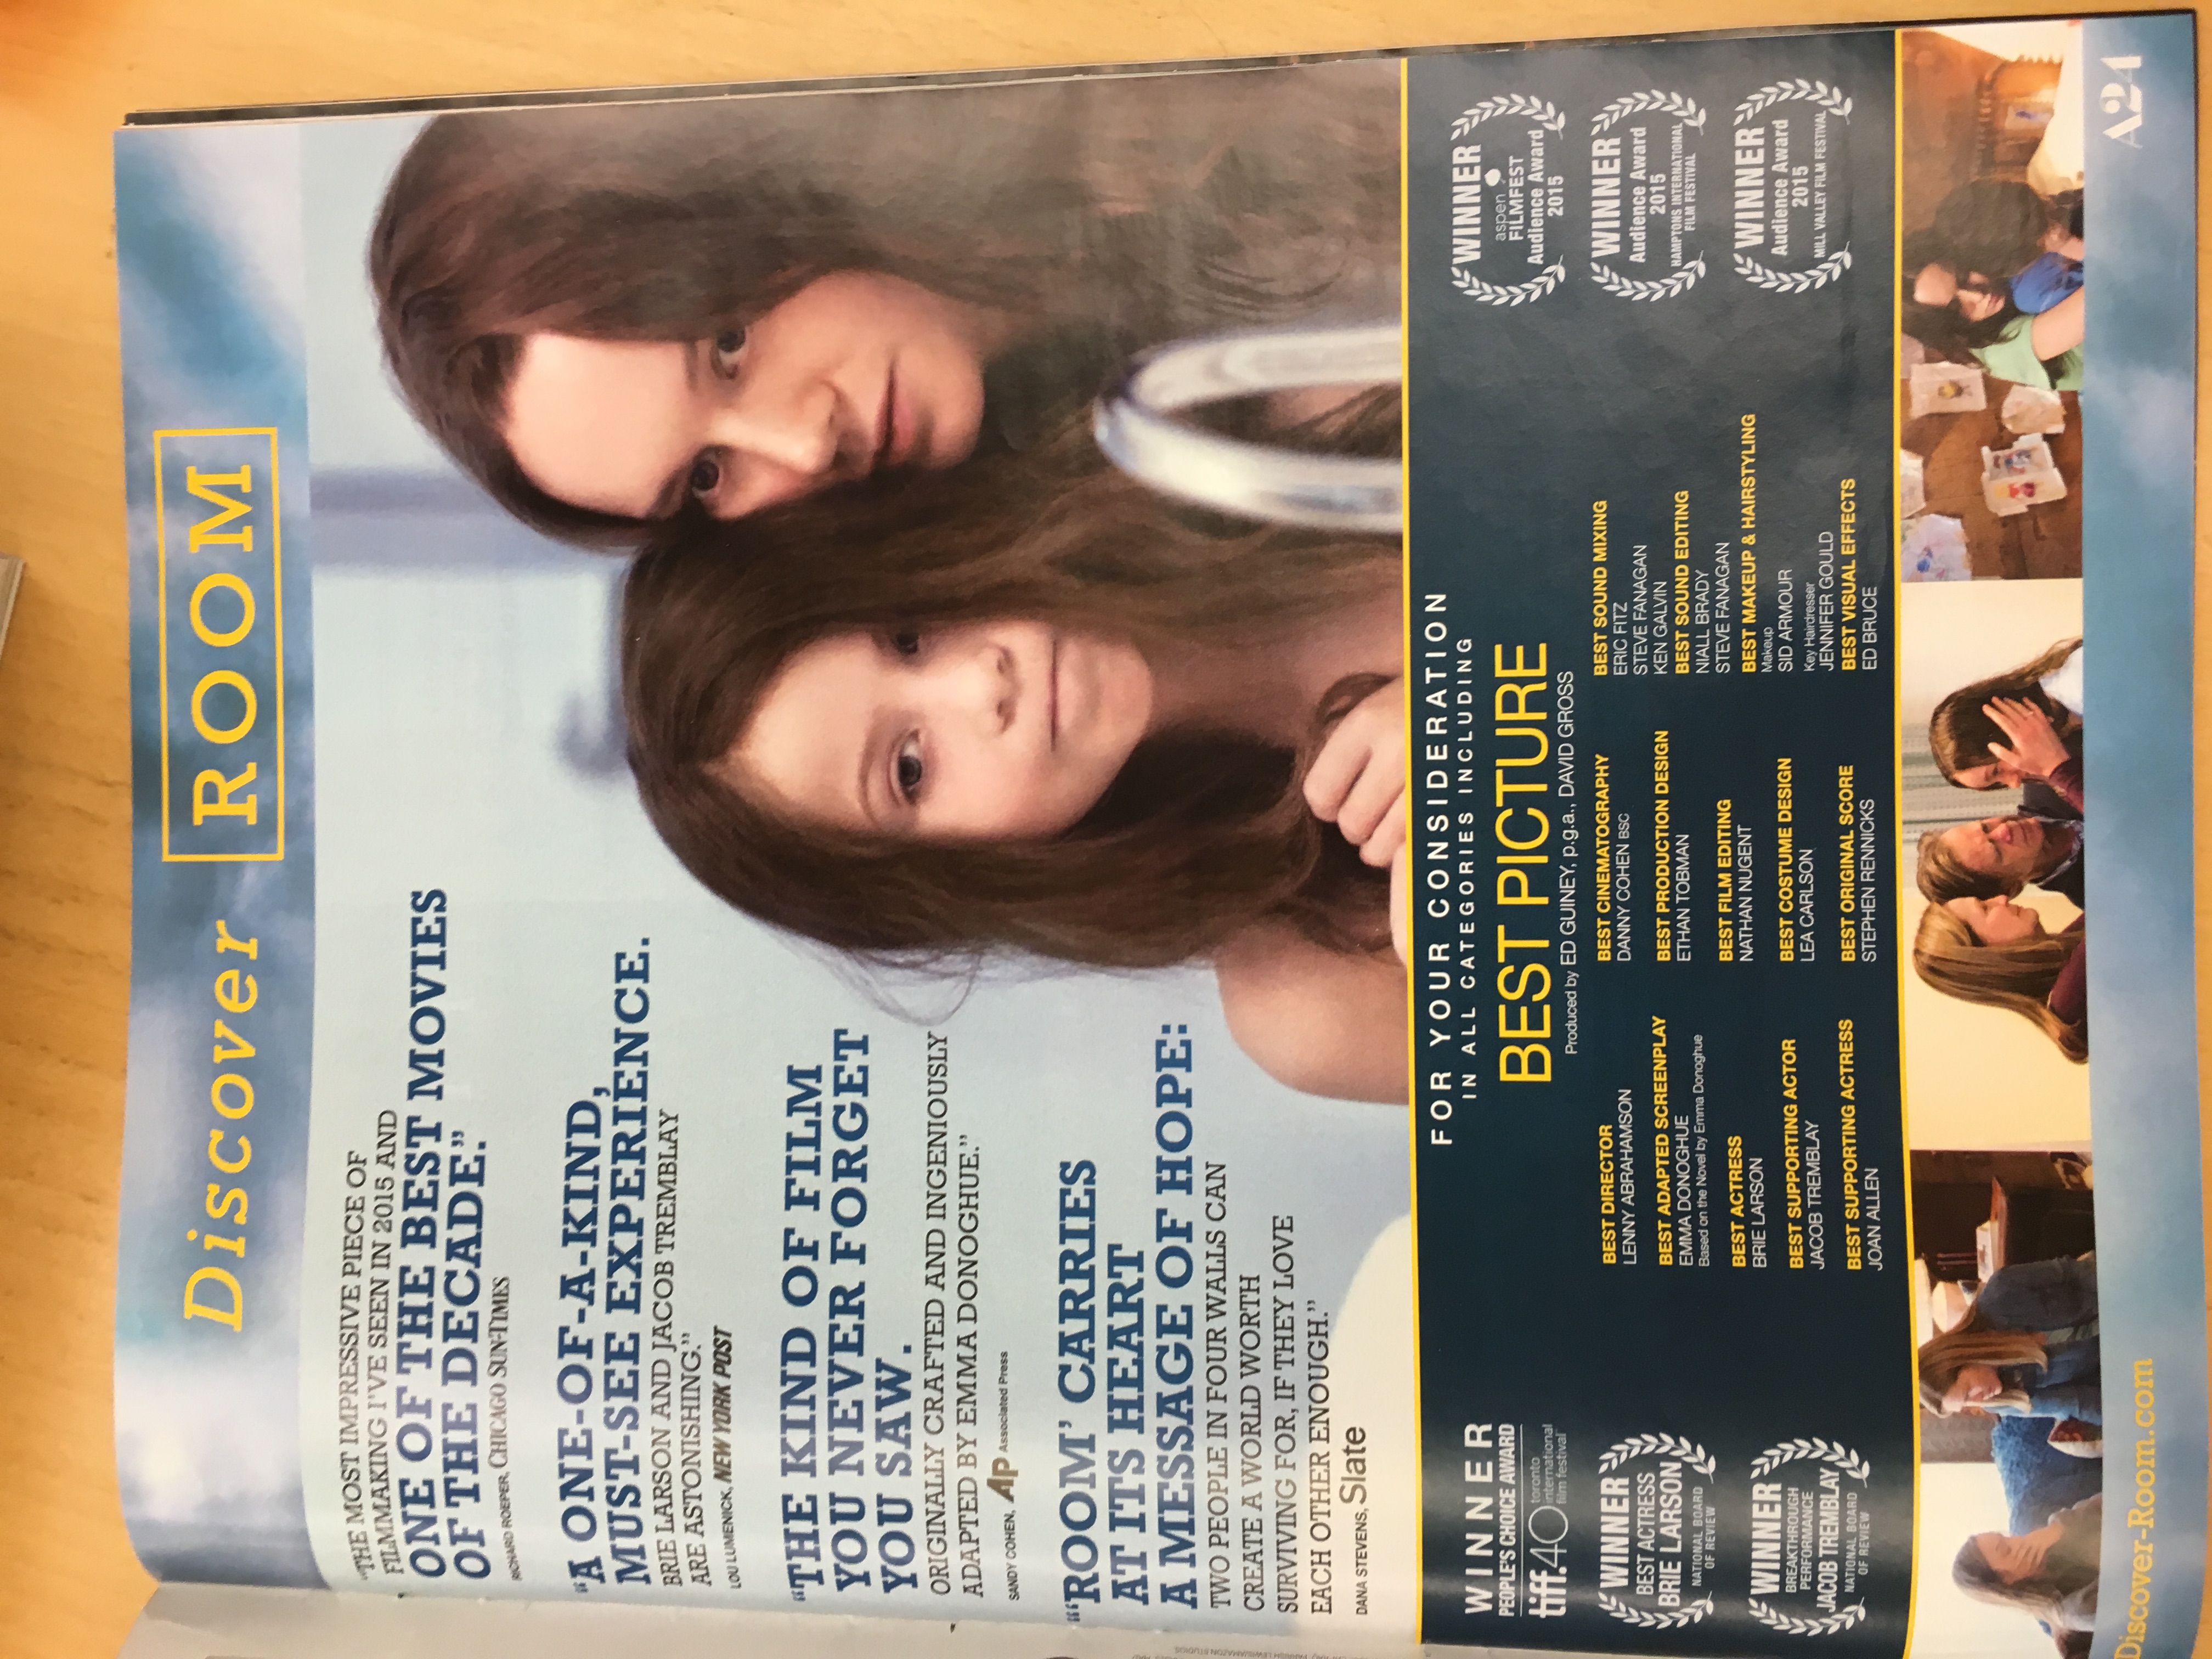 Discover ROOM
“THE MOST IMPRESSIVE PIECE OF
FILMMAKING I'VE SEEN IN 2015 AND
ONE OF THE BEST MOVIES
OF THE DECADE.”
RICHARD ROEPER, CHICAGO SUN-TIMES
“A ONE-OF-A-KIND,
MUST-SEE EXPERIENCE.
BRIE LARSON AND JACOB TREMBLAY
ARE ASTONISHING.”
LOU LUMENICK, NEW YORK POST
“THE KIND OF FILM
YOU NEVER FORGET
YOU SAW.
ORIGINALLY CRAFTED AND INGENIOUSLY
ADAPTED BY EMMA DONOGHUE.”
SANDY COHEN, AP Associated Press
“‘ROOM’ CARRIES
AT ITS HEART
A MESSAGE OF HOPE:
TWO PEOPLE IN FOUR WALLS CAN
CREATE A WORLD WORTH
SURVIVING FOR, IF THEY LOVE
EACH OTHER ENOUGH.”
DANA STEVENS, Slate
FOR YOUR CONSIDERATION
IN ALL CATEGORIES INCLUDING
BEST PICTURE
Produced by ED GUINEY, p.g.a., DAVID GROSS
WINNER
PEOPLE'S CHOICE AWARD
tiff.40 toronto
international
film festival
WINNER
BEST ACTRESS
BRIE LARSON
NATIONAL BOARD
OF REVIEW
WINNER
BREAKTHROUGH
PERFORMANCE
JACOB TREMBLAY
NATIONAL BOARD
OF REVIEW
BEST DIRECTOR
LENNY ABRAHAMSON
BEST ADAPTED SCREENPLAY
EMMA DONOGHUE
Based on the Novel by Emma Donoghue
BEST ACTRESS
BRIE LARSON
BEST SUPPORTING ACTOR
JACOB TREMBLAY
BEST SUPPORTING ACTRESS
JOAN ALLEN
BEST CINEMATOGRAPHY
DANNY COHEN BSC
BEST PRODUCTION DESIGN
ETHAN TOBMAN
BEST FILM EDITING
NATHAN NUGENT
BEST COSTUME DESIGN
LEA CARLSON
BEST ORIGINAL SCORE
STEPHEN RENNICKS
BEST SOUND MIXING
ERIC FITZ
STEVE FANAGAN
KEN GALVIN
BEST SOUND EDITING
NIALL BRADY
STEVE FANAGAN
BEST MAKEUP & HAIRSTYLING
Makeup
SID ARMOUR
Key Hairdresser
JENNIFER GOULD
BEST VISUAL EFFECTS
ED BRUCE
WINNER
aspen
FILMFEST
Audience Award
2015
WINNER
Audience Award
2015
HAMPTONS INTERNATIONAL
FILM FESTIVAL
WINNER
Audience Award
2015
MILL VALLEY FILM FESTIVAL
Discover-Room.com
A24